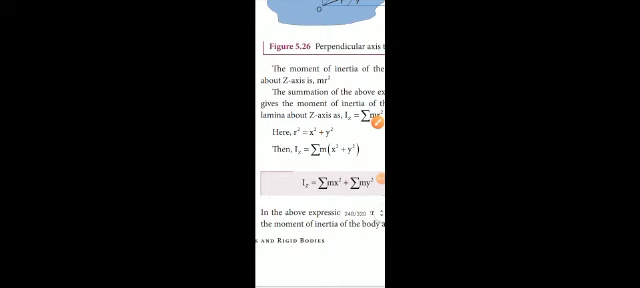 O
Figure 5.26 Perpendicular axis t
The moment of inertia of the
about Z-axis is, mr²
The summation of the above ex
gives the moment of inertia of th
lamina about Z-axis as, I_z = ∑mr²
Here, r² = x² + y²
Then, I_z = ∑m(x² + y²)
I_z = ∑mx² + ∑my²
In the above expressic 248/320
the moment of inertia of the body a
S AND RIGID BODIES